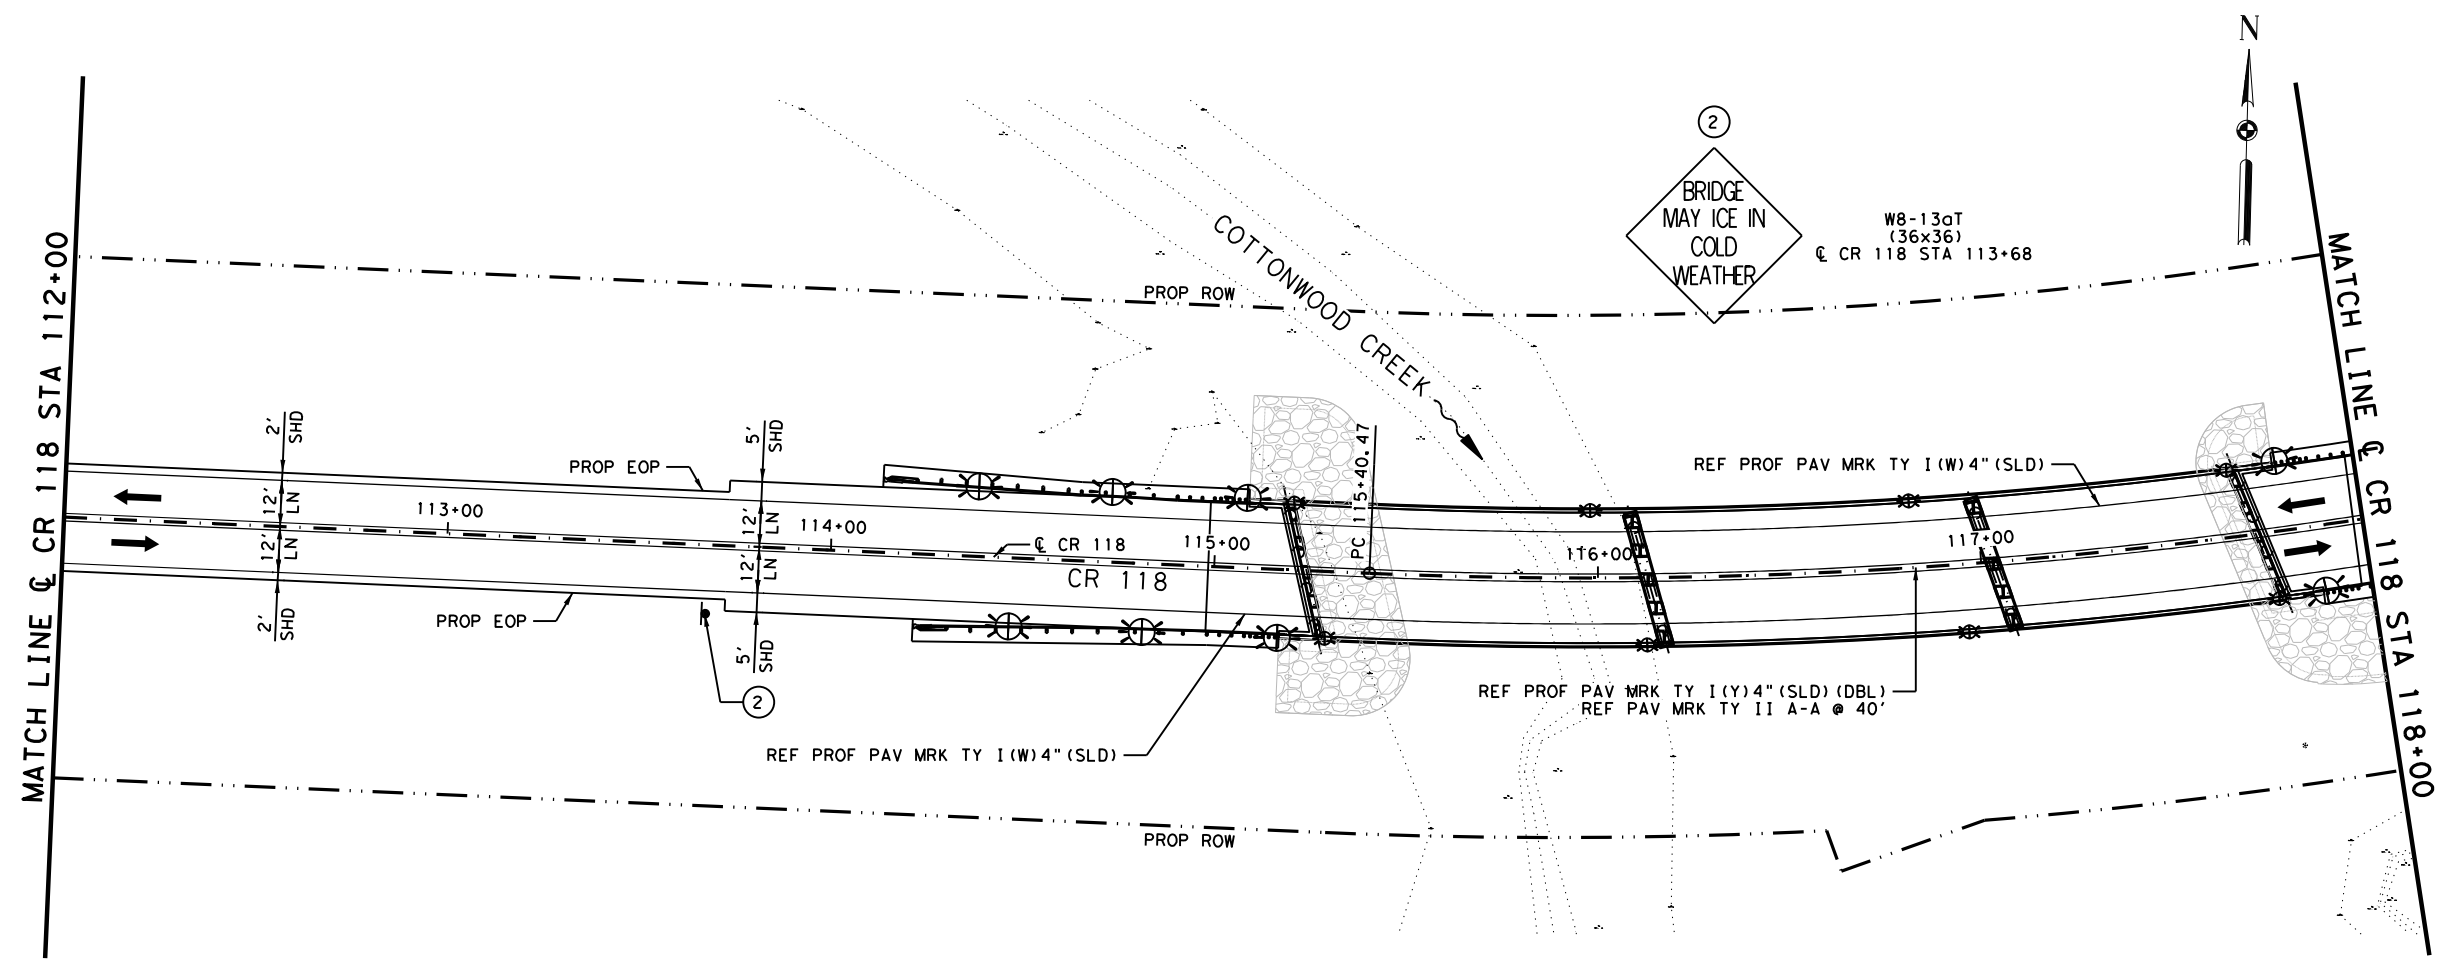 N
2
BRIDGE
MAY ICE IN
COLD
WEATHER
W8-13aT
(36x36)
℄ CR 118 STA 113+68
MATCH LINE ℄ CR 118 STA 112+00
MATCH LINE ℄ CR 118 STA 118+00
PROP ROW
COTTONWOOD CREEK
2'
SHD
12'
LN
12'
LN
2'
SHD
5'
SHD
12'
LN
12'
LN
5'
SHD
PROP EOP
PROP EOP
113+00
114+00
115+00
116+00
117+00
℄ CR 118
CR 118
PC 115+40.47
REF PROF PAV MRK TY I(W)4"(SLD)
REF PROF PAV MRK TY I(Y)4"(SLD)(DBL)
REF PAV MRK TY II A-A @ 40'
2
REF PROF PAV MRK TY I(W)4"(SLD)
PROP ROW